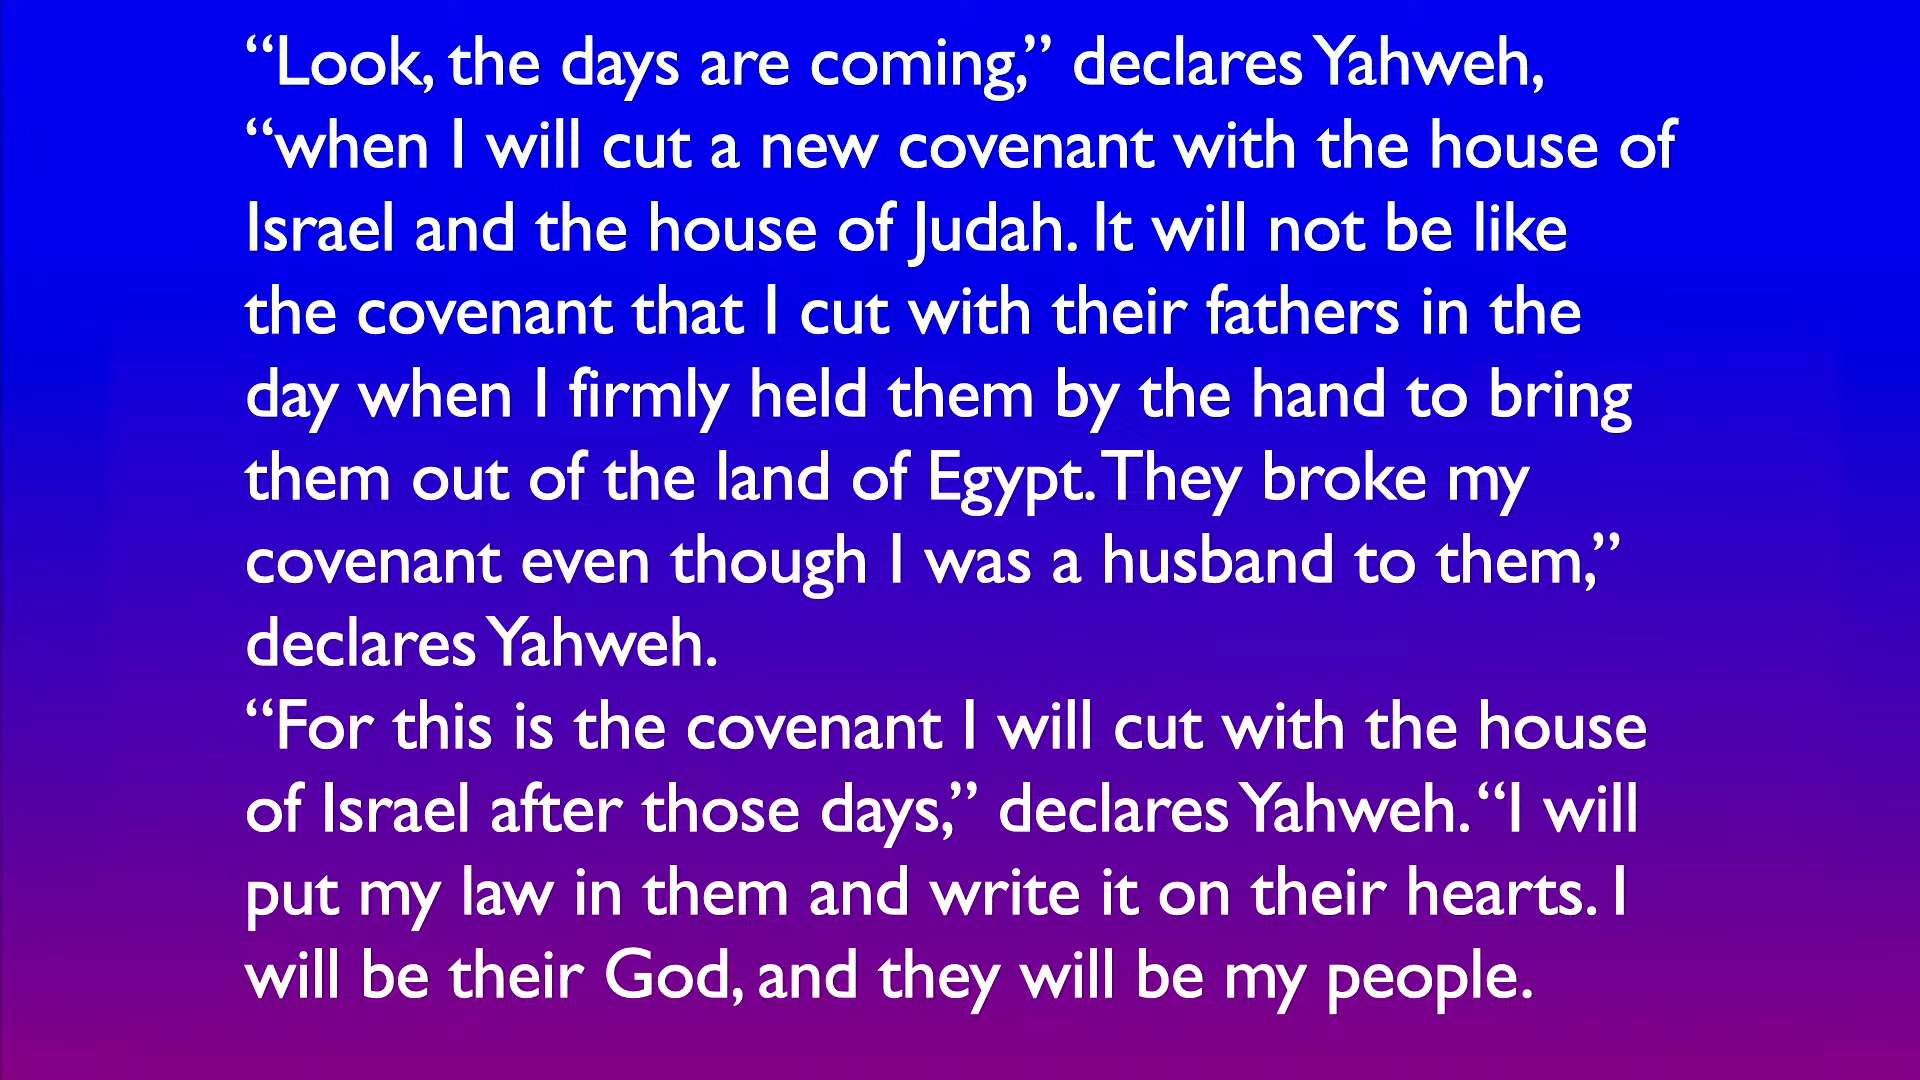 “Look, the days are coming,” declares Yahweh,
“when I will cut a new covenant with the house of
Israel and the house of Judah. It will not be like
the covenant that I cut with their fathers in the
day when I firmly held them by the hand to bring
them out of the land of Egypt. They broke my
covenant even though I was a husband to them,”
declares Yahweh.
“For this is the covenant I will cut with the house
of Israel after those days,” declares Yahweh. “I will
put my law in them and write it on their hearts. I
will be their God, and they will be my people.